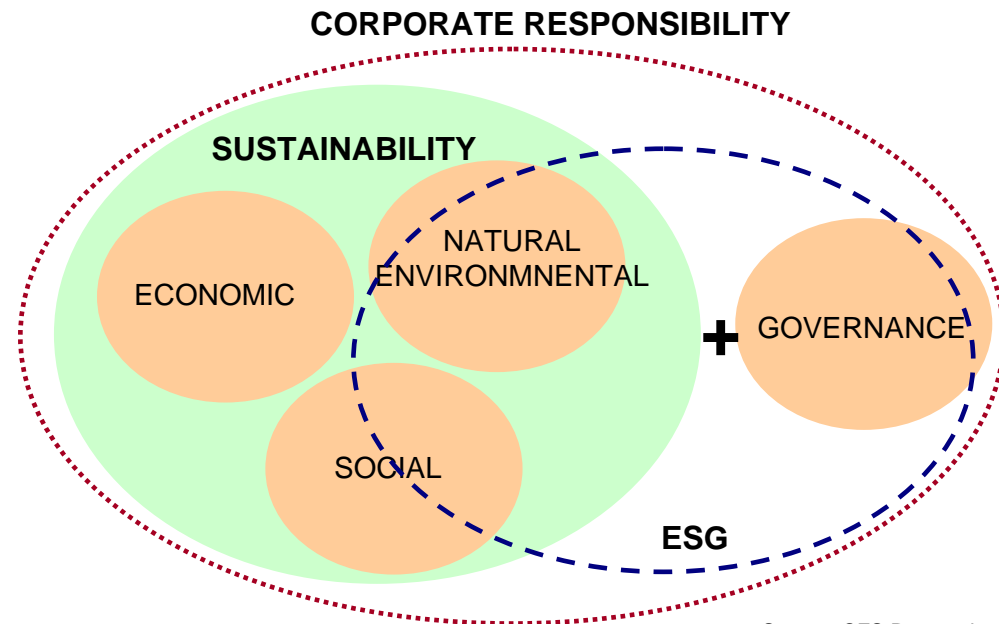 CORPORATE RESPONSIBILITY
SUSTAINABILITY
NATURAL
ENVIRONMNENTAL
ECONOMIC
+
GOVERNANCE
SOCIAL
ESG